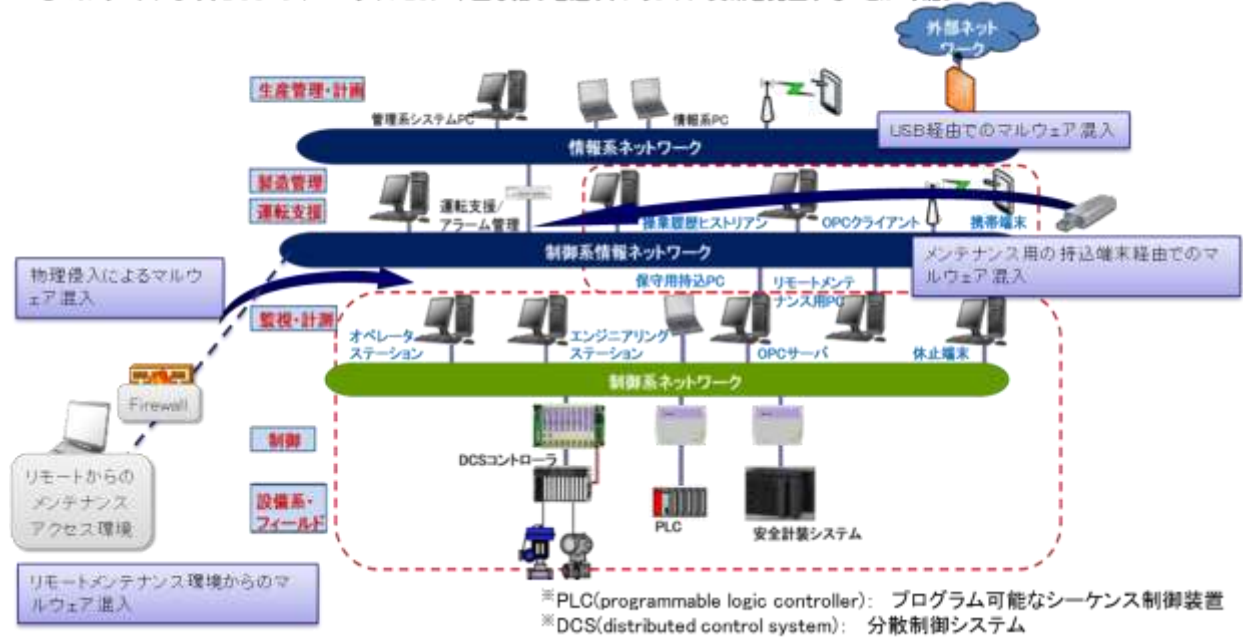 外部ネット
ワーク
生産管理・計画
管理系システムPC
情報系PC
USB経由でのマルウェア混入
情報系ネットワーク
製造管理
運転支援
運転支援/
アラーム管理
操業履歴ヒストリアン
OPCクライアント
携帯端末
制御系情報ネットワーク
メンテナンス用の持込端末経由でのマ
ルウェア混入
物理侵入によるマルウ
ェア混入
保守用持込PC
リモートメンテ
ナンス用PC
監視・計測
オペレータ
ステーション
エンジニアリング
ステーション
OPCサーバ
休止端末
制御系ネットワーク
Firewall
制御
DCSコントローラ
リモートからの
メンテナンス
アクセス環境
設備系・
フィールド
PLC
安全計装システム
リモートメンテナンス環境からのマ
ルウェア混入
※PLC(programmable logic controller): プログラム可能なシーケンス制御装置
※DCS(distributed control system): 分散制御システム